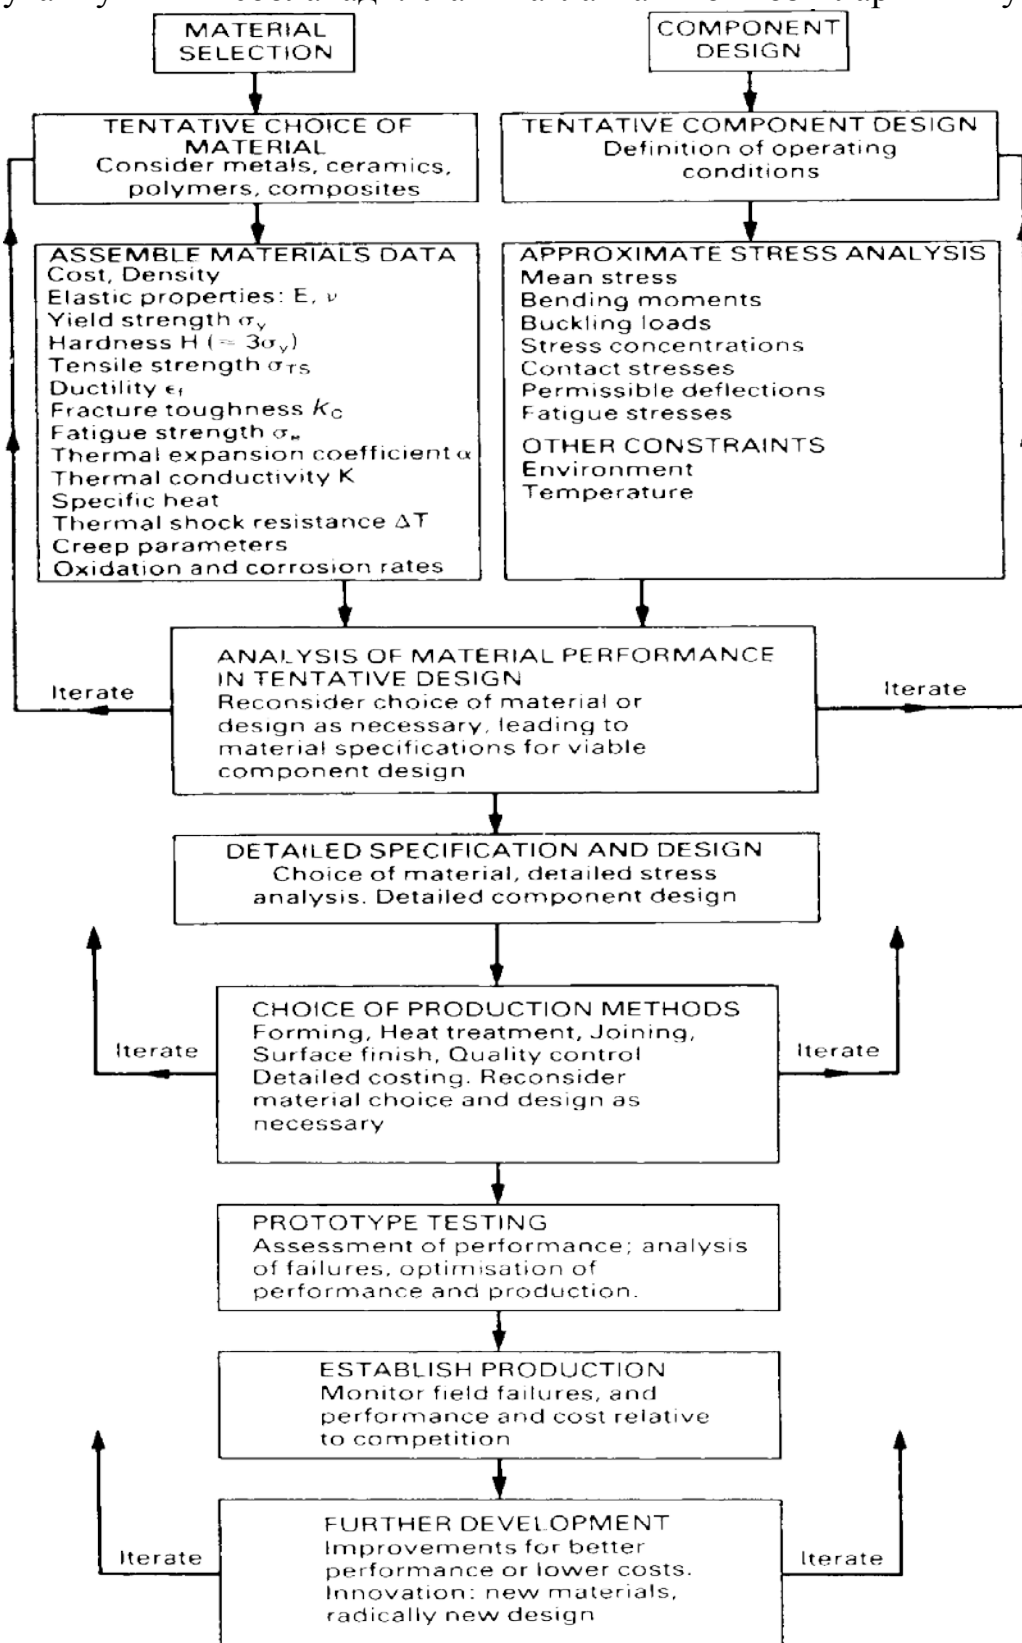 MATERIAL
SELECTION
COMPONENT
DESIGN
TENTATIVE CHOICE OF
MATERIAL
Consider metals, ceramics,
polymers, composites
TENTATIVE COMPONENT DESIGN
Definition of operating
conditions
ASSEMBLE MATERIALS DATA
Cost, Density
Elastic properties: E, ν
Yield strength σy
Hardness H (≈ 3σy)
Tensile strength σTS
Ductility εf
Fracture toughness KC
Fatigue strength σe
Thermal expansion coefficient α
Thermal conductivity K
Specific heat
Thermal shock resistance ΔT
Creep parameters
Oxidation and corrosion rates
APPROXIMATE STRESS ANALYSIS
Mean stress
Bending moments
Buckling loads
Stress concentrations
Contact stresses
Permissible deflections
Fatigue stresses
OTHER CONSTRAINTS
Environment
Temperature
Iterate
ANALYSIS OF MATERIAL PERFORMANCE
IN TENTATIVE DESIGN
Reconsider choice of material or
design as necessary, leading to
material specifications for viable
component design
Iterate
DETAILED SPECIFICATION AND DESIGN
Choice of material, detailed stress
analysis. Detailed component design
Iterate
CHOICE OF PRODUCTION METHODS
Forming, Heat treatment, Joining,
Surface finish, Quality control
Detailed costing. Reconsider
material choice and design as
necessary
Iterate
PROTOTYPE TESTING
Assessment of performance; analysis
of failures, optimisation of
performance and production.
ESTABLISH PRODUCTION
Monitor field failures, and
performance and cost relative
to competition
Iterate
FURTHER DEVELOPMENT
Improvements for better
performance or lower costs.
Innovation: new materials,
radically new design
Iterate